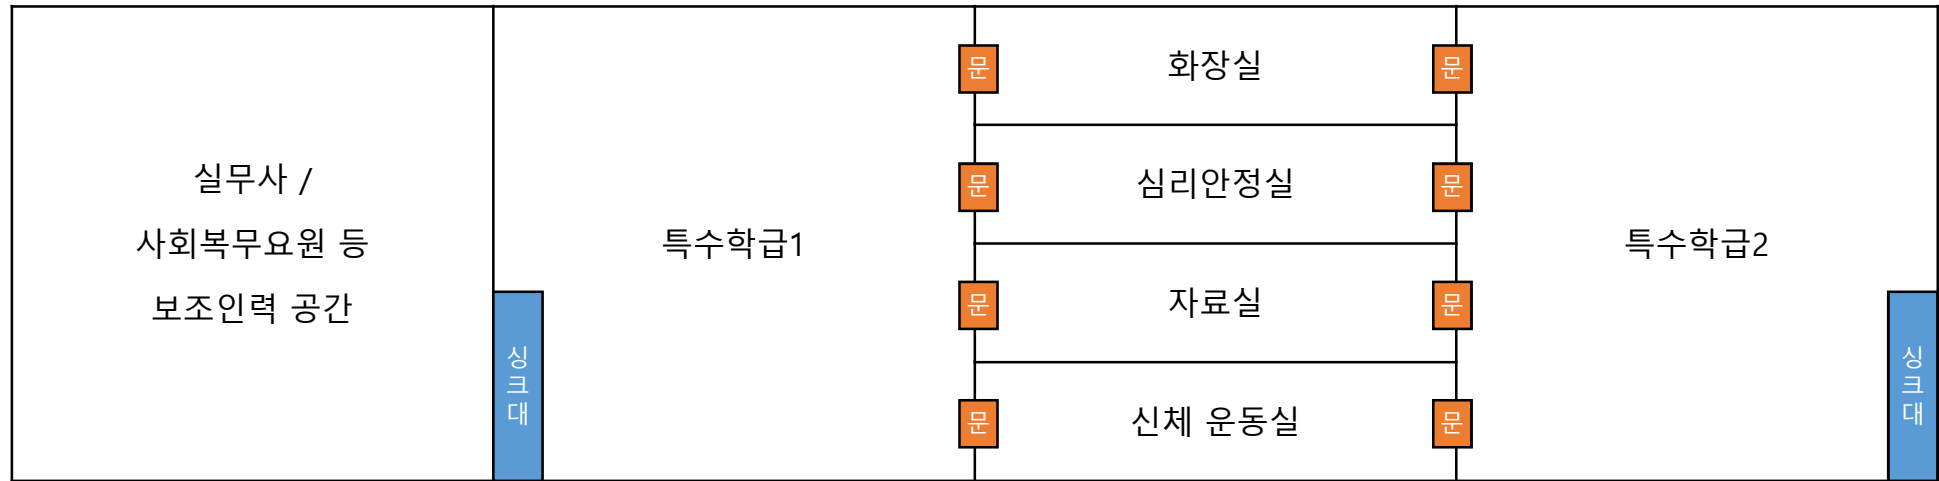 실무사 /
사회복무요원 등
보조인력 공간
싱크대
특수학급1
문
화장실
문
문
심리안정실
문
문
자료실
문
문
신체 운동실
문
특수학급2
싱크대